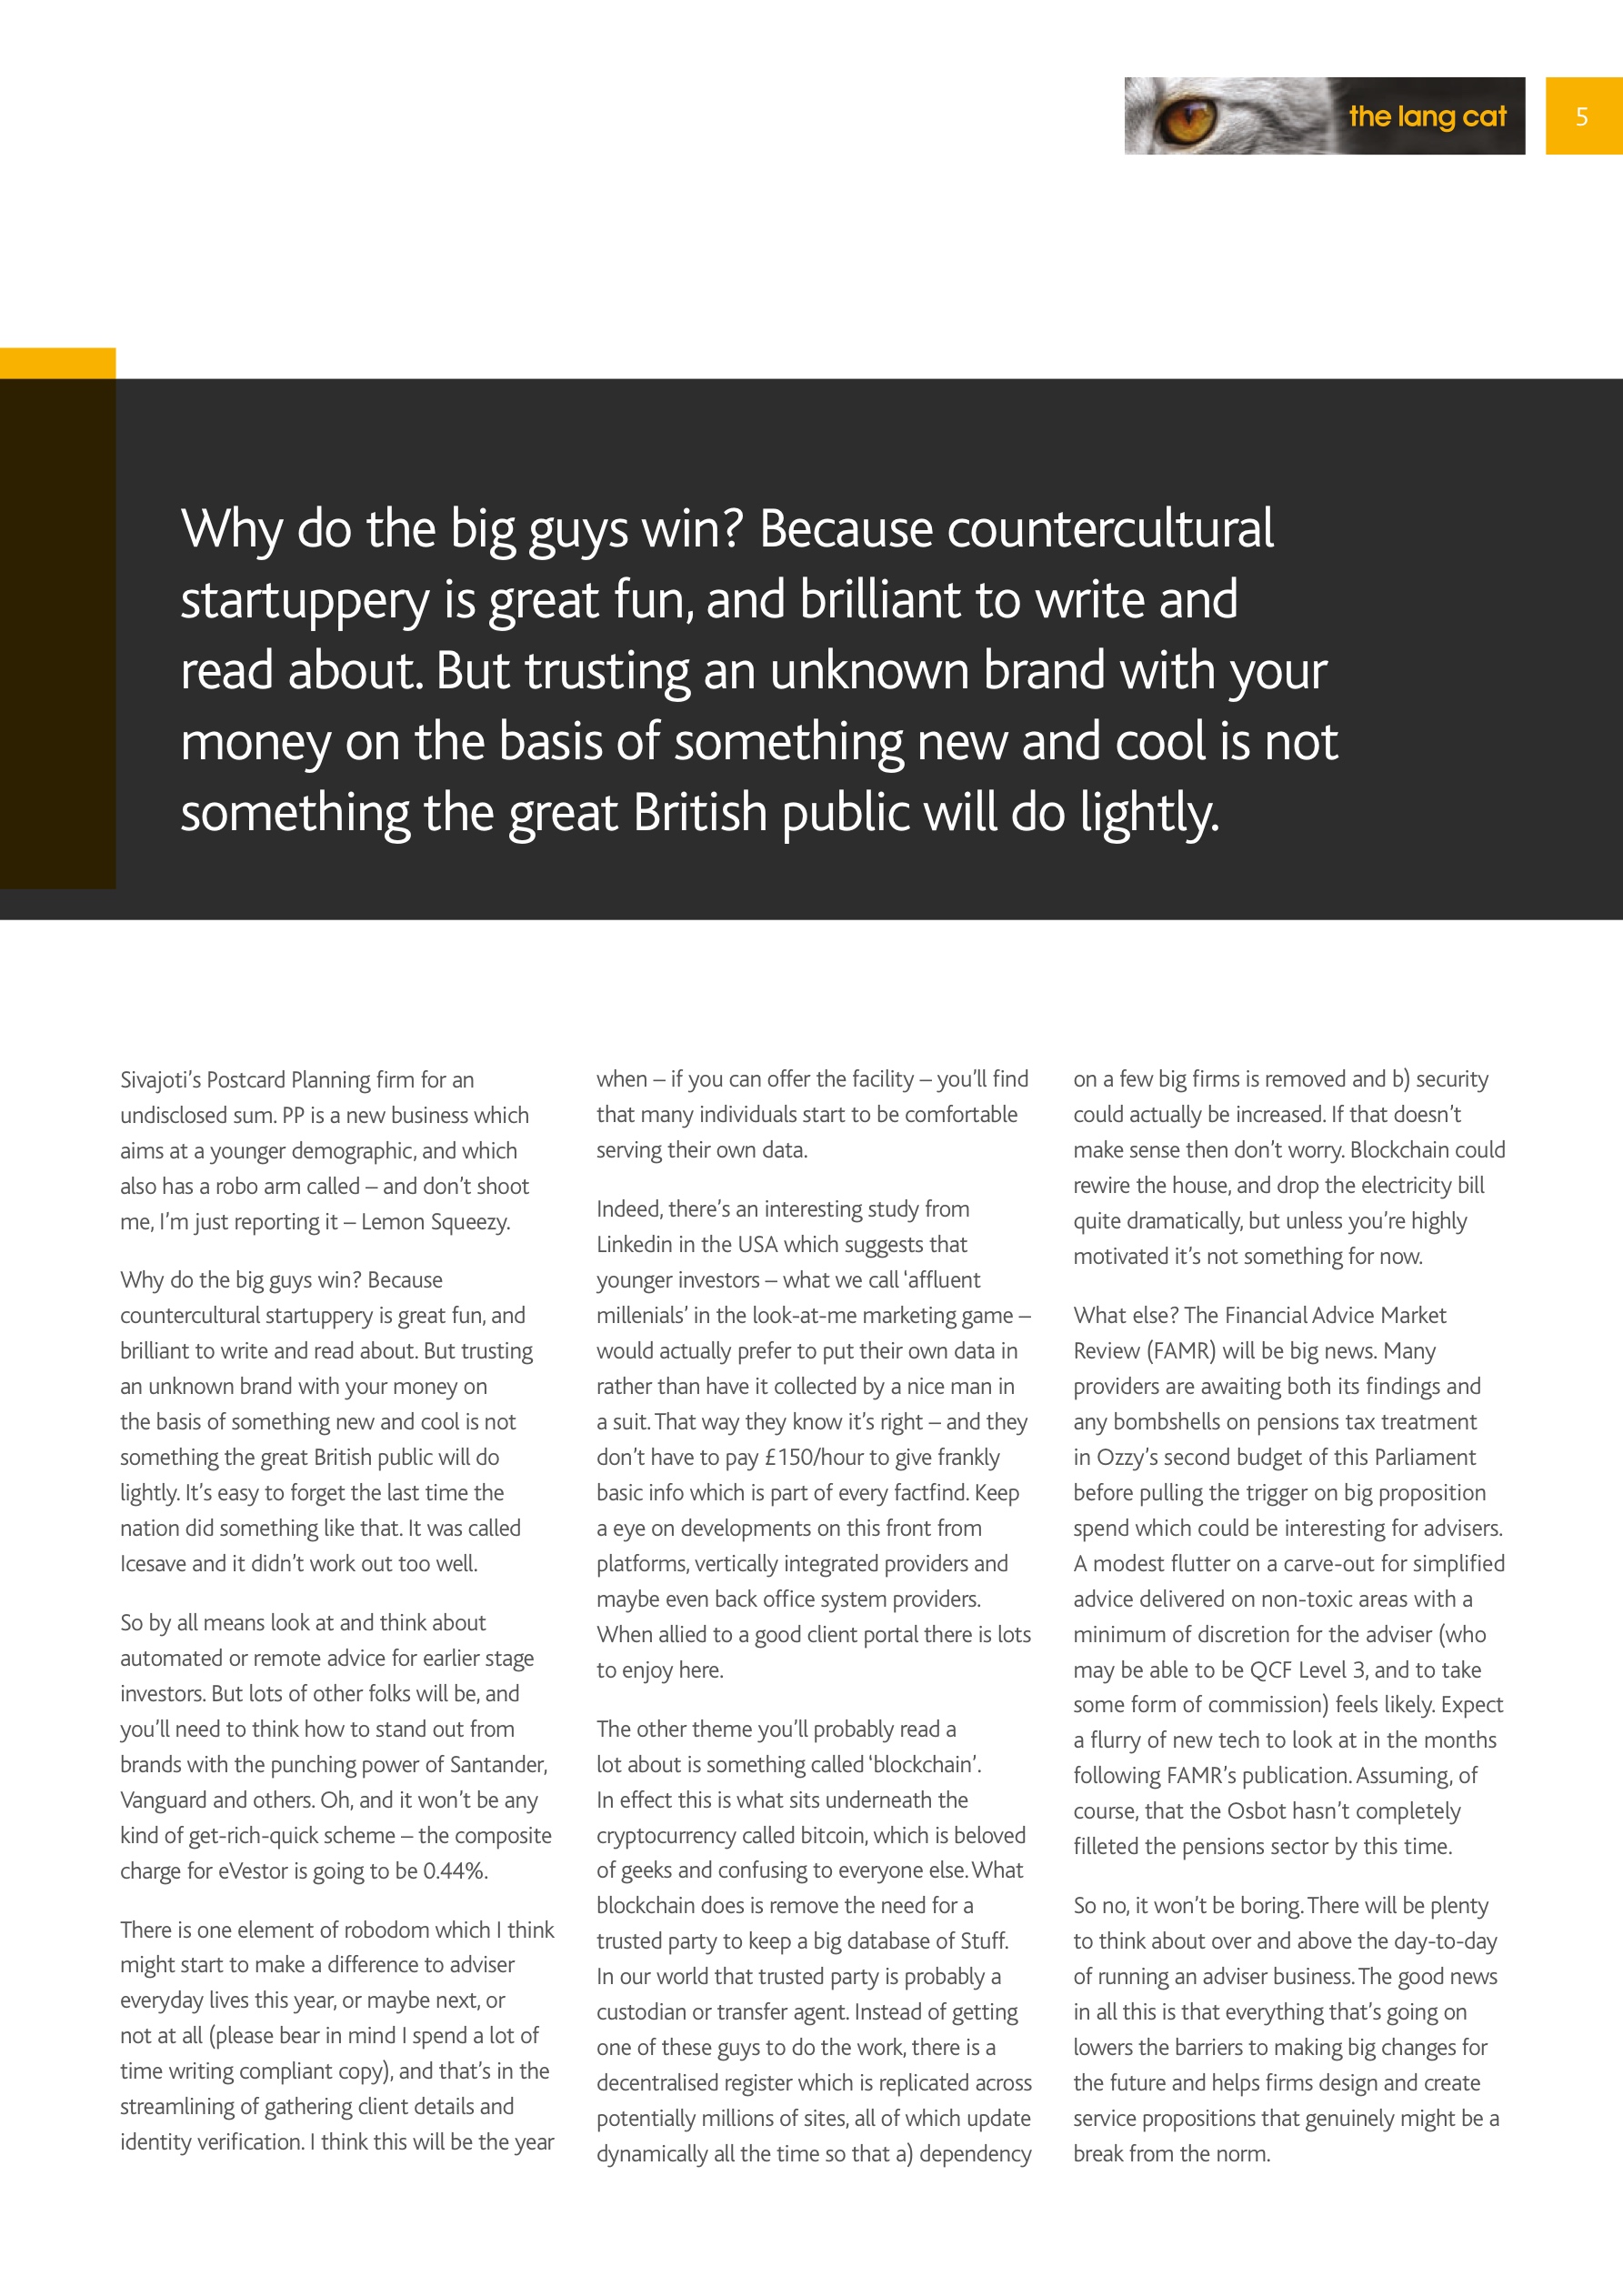 the lang cat
5
Why do the big guys win? Because countercultural
startuppery is great fun, and brilliant to write and
read about. But trusting an unknown brand with your
money on the basis of something new and cool is not
something the great British public will do lightly.
Sivajoti’s Postcard Planning firm for an
undisclosed sum. PP is a new business which
aims at a younger demographic, and which
also has a robo arm called – and don’t shoot
me, I’m just reporting it – Lemon Squeezy.
Why do the big guys win? Because
countercultural startuppery is great fun, and
brilliant to write and read about. But trusting
an unknown brand with your money on
the basis of something new and cool is not
something the great British public will do
lightly. It’s easy to forget the last time the
nation did something like that. It was called
Icesave and it didn’t work out too well.
So by all means look at and think about
automated or remote advice for earlier stage
investors. But lots of other folks will be, and
you’ll need to think how to stand out from
brands with the punching power of Santander,
Vanguard and others. Oh, and it won’t be any
kind of get-rich-quick scheme – the composite
charge for eVestor is going to be 0.44%.
There is one element of robodom which I think
might start to make a difference to adviser
everyday lives this year, or maybe next, or
not at all (please bear in mind I spend a lot of
time writing compliant copy), and that’s in the
streamlining of gathering client details and
identity verification. I think this will be the year
when – if you can offer the facility – you’ll find
that many individuals start to be comfortable
serving their own data.
Indeed, there’s an interesting study from
Linkedin in the USA which suggests that
younger investors – what we call ‘affluent
millenials’ in the look-at-me marketing game –
would actually prefer to put their own data in
rather than have it collected by a nice man in
a suit. That way they know it’s right – and they
don’t have to pay £150/hour to give frankly
basic info which is part of every factfind. Keep
a eye on developments on this front from
platforms, vertically integrated providers and
maybe even back office system providers.
When allied to a good client portal there is lots
to enjoy here.
The other theme you’ll probably read a
lot about is something called ‘blockchain’.
In effect this is what sits underneath the
cryptocurrency called bitcoin, which is beloved
of geeks and confusing to everyone else. What
blockchain does is remove the need for a
trusted party to keep a big database of Stuff.
In our world that trusted party is probably a
custodian or transfer agent. Instead of getting
one of these guys to do the work, there is a
decentralised register which is replicated across
potentially millions of sites, all of which update
dynamically all the time so that a) dependency
on a few big firms is removed and b) security
could actually be increased. If that doesn’t
make sense then don’t worry. Blockchain could
rewire the house, and drop the electricity bill
quite dramatically, but unless you’re highly
motivated it’s not something for now.
What else? The Financial Advice Market
Review (FAMR) will be big news. Many
providers are awaiting both its findings and
any bombshells on pensions tax treatment
in Ozzy’s second budget of this Parliament
before pulling the trigger on big proposition
spend which could be interesting for advisers.
A modest flutter on a carve-out for simplified
advice delivered on non-toxic areas with a
minimum of discretion for the adviser (who
may be able to be QCF Level 3, and to take
some form of commission) feels likely. Expect
a flurry of new tech to look at in the months
following FAMR’s publication. Assuming, of
course, that the Osbot hasn’t completely
filleted the pensions sector by this time.
So no, it won’t be boring. There will be plenty
to think about over and above the day-to-day
of running an adviser business. The good news
in all this is that everything that’s going on
lowers the barriers to making big changes for
the future and helps firms design and create
service propositions that genuinely might be a
break from the norm.